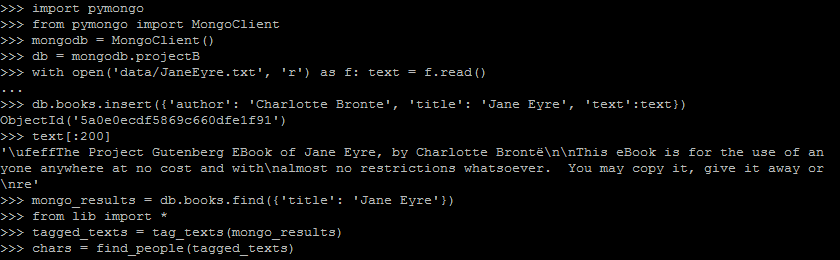 >>> import pymongo
>>> from pymongo import MongoClient
>>> mongodb = MongoClient()
>>> db = mongodb.projectB
>>> with open('data/JaneEyre.txt', 'r') as f: text = f.read()
...
>>> db.books.insert({'author': 'Charlotte Bronte', 'title': 'Jane Eyre', 'text':text})
ObjectId('5a0e0ecdf5869c660dfe1f91')
>>> text[:200]
'\ufeffThe Project Gutenberg EBook of Jane Eyre, by Charlotte Brontë\n\nThis eBook is for the use of an
yone anywhere at no cost and with\nalmost no restrictions whatsoever.  You may copy it, give it away or
\nre'
>>> mongo_results = db.books.find({'title': 'Jane Eyre'})
>>> from lib import *
>>> tagged_texts = tag_texts(mongo_results)
>>> chars = find_people(tagged_texts)